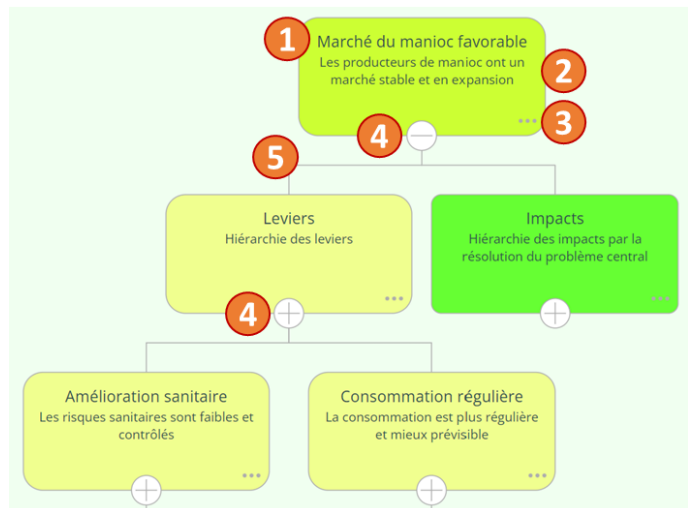 1
Marché du manioc favorable
Les producteurs de manioc ont un
marché stable et en expansion
2
3
4
5
Leviers
Hiérarchie des leviers
Impacts
Hiérarchie des impacts par la
résolution du problème central
4
Amélioration sanitaire
Les risques sanitaires sont faibles et
contrôlés
Consommation régulière
La consommation est plus régulière
et mieux prévisible